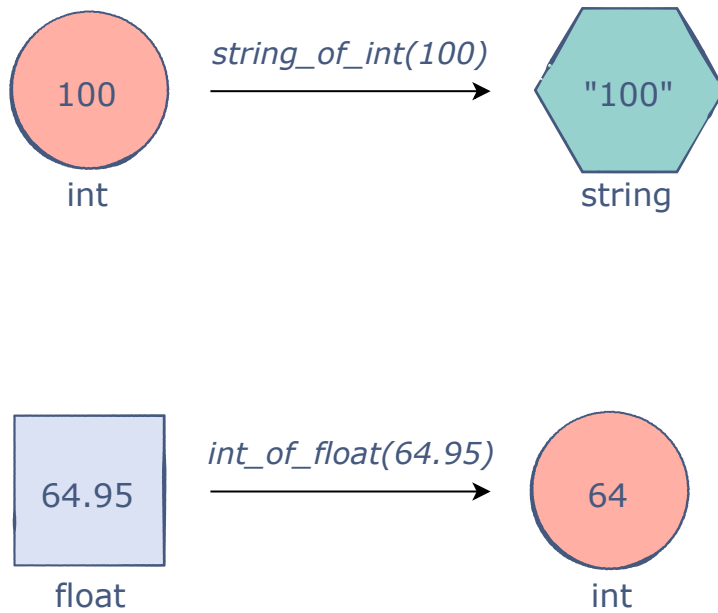 string_of_int(100)
100
"100"
int
string
int_of_float(64.95)
64.95
64
float
int